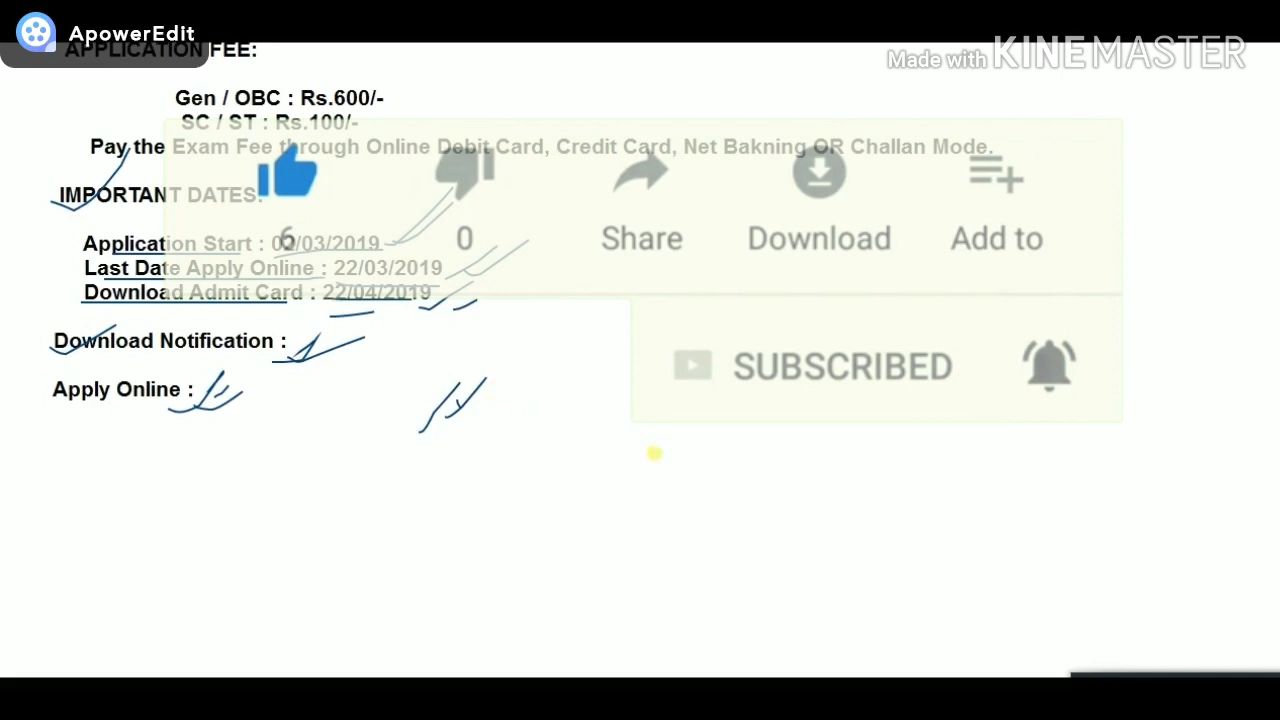 ApowerEdit
Made with KINEMASTER
APPLICATION FEE:
Gen / OBC : Rs.600/-
SC / ST : Rs.100/-
Pay the Exam Fee through Online Debit Card, Credit Card, Net Bakning OR Challan Mode.
IMPORTANT DATES:
Application Start : /03/2019
Last Date Apply Online : 22/03/2019
Download Admit Card : 22/04/2019
6 0 Share Download Add to
Download Notification :
SUBSCRIBED
Apply Online :